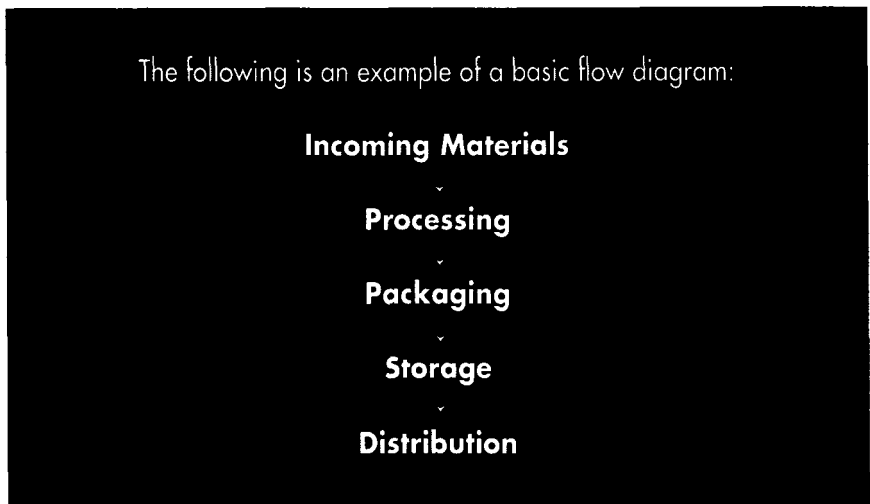 The following is an example of a basic flow diagram:
Incoming Materials
Processing
Packaging
Storage
Distribution